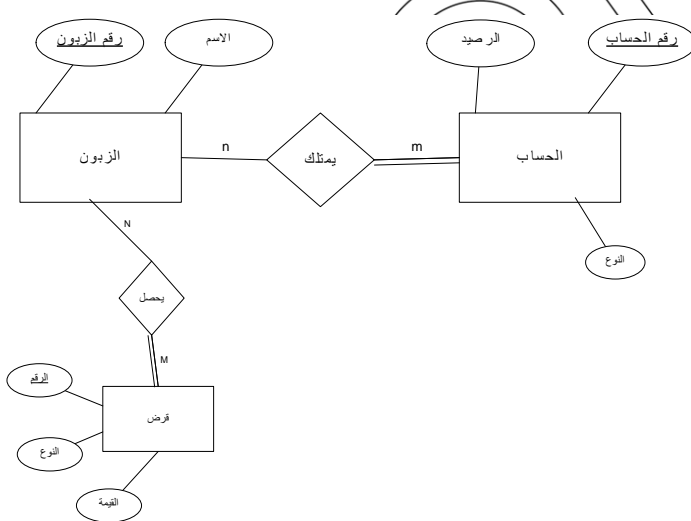 رقم الزبون
الاسم
الرصيد
رقم الحساب
الزبون
n
يمتلك
m
الحساب
N
النوع
يحصل
M
الرقم
قرض
النوع
القيمة